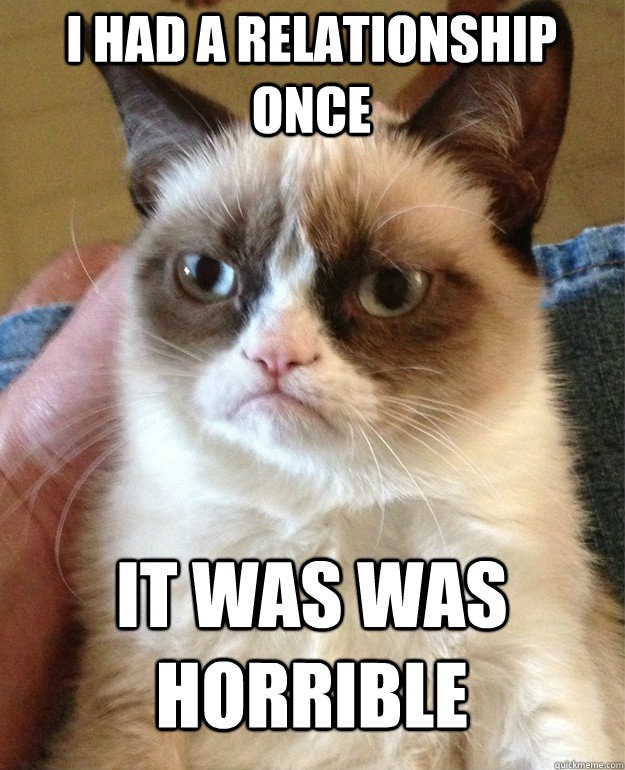 I HAD A RELATIONSHIP
ONCE
IT WAS WAS
HORRIBLE
quickmeme.com